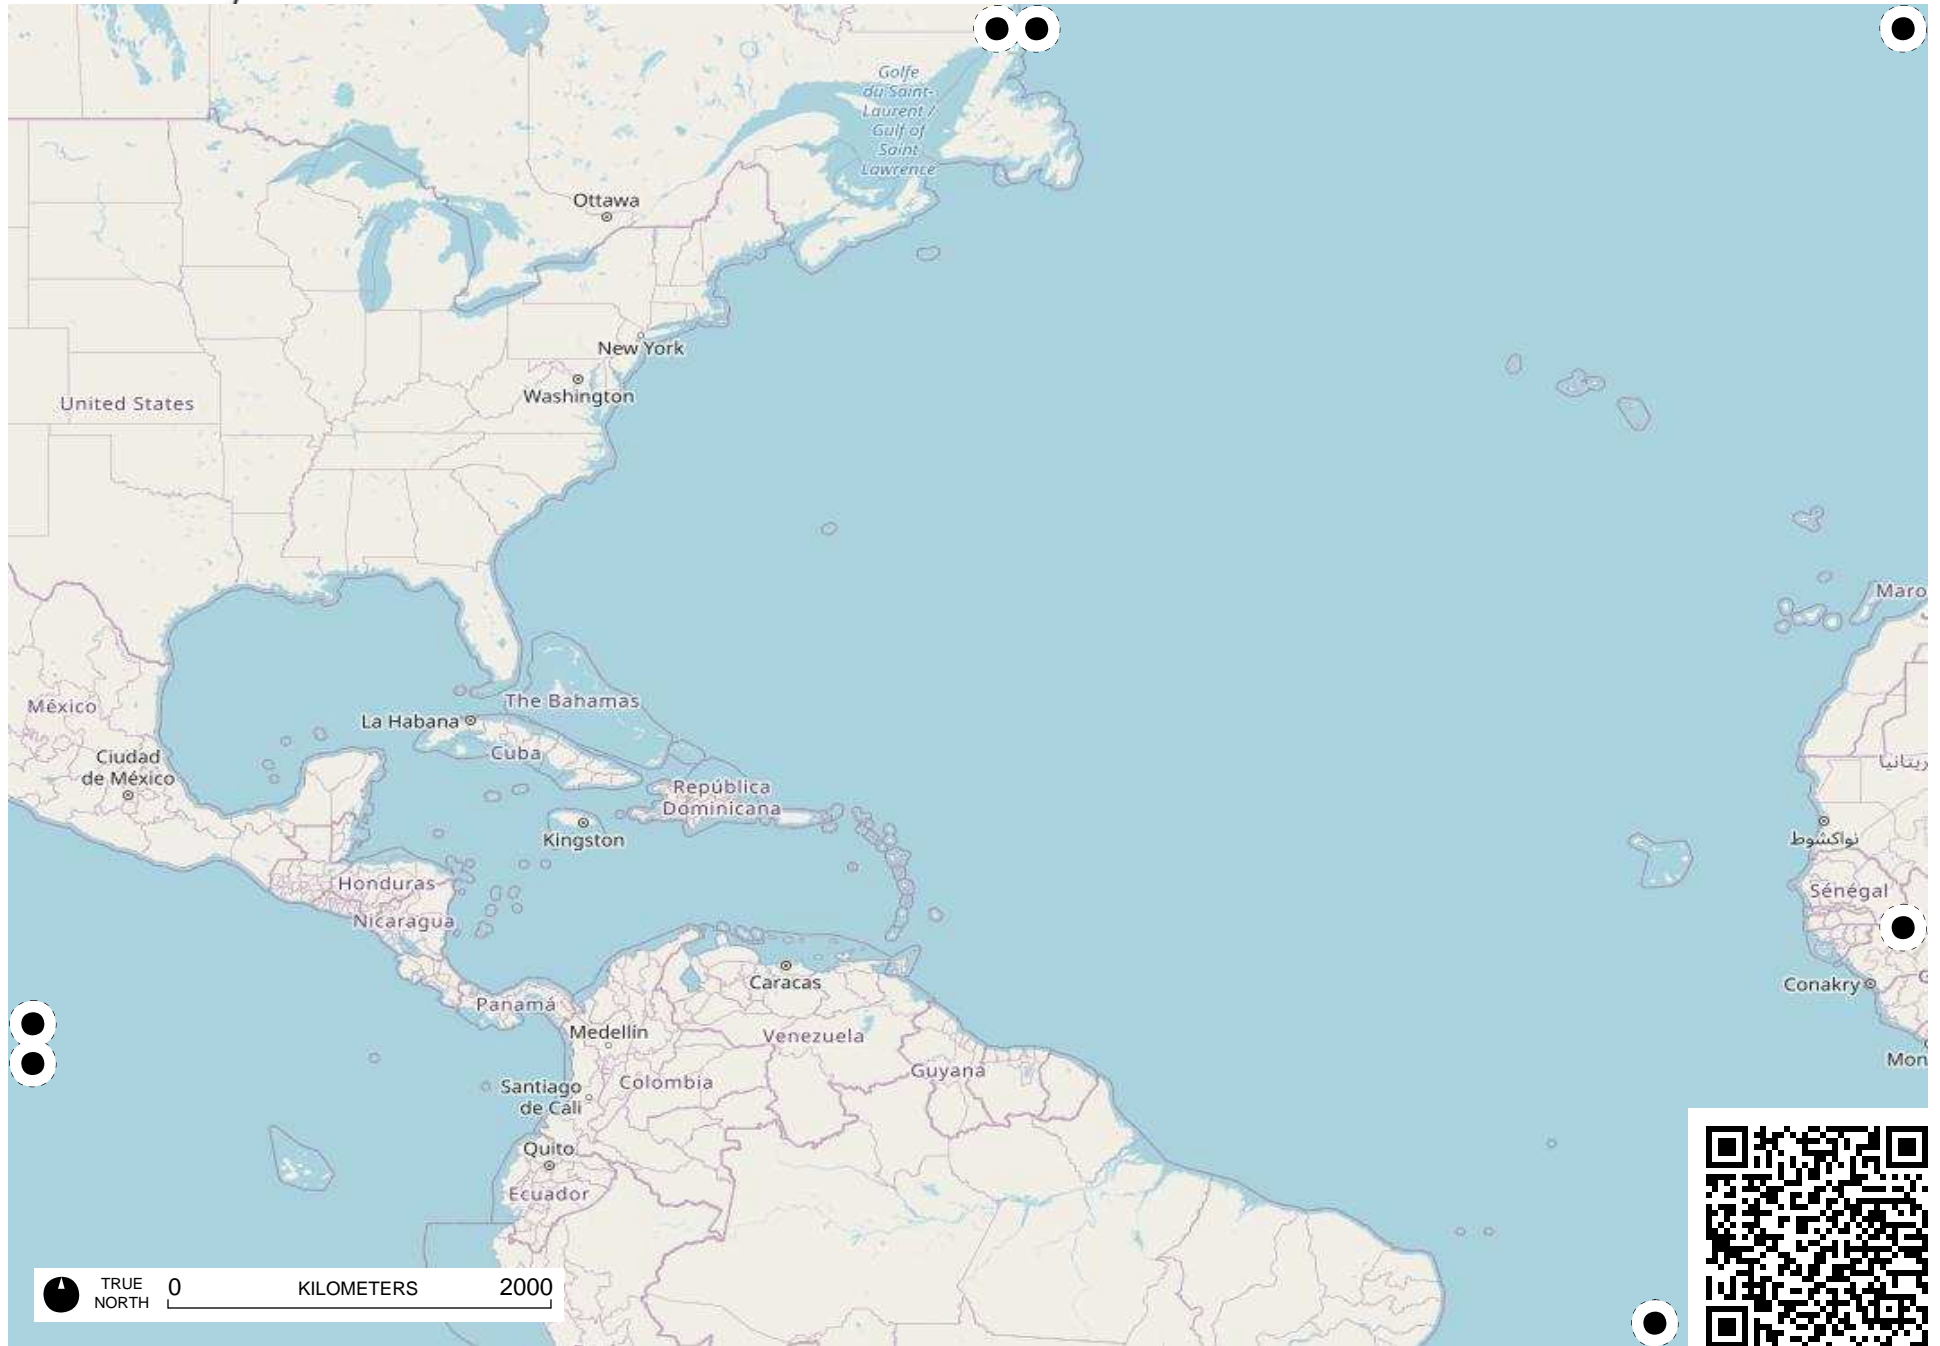 Golfe
du Saint-
Laurent /
Gulf of
Saint
Lawrence
Ottawa
New York
Washington
United States
Maro
México
The Bahamas
La Habana
Cuba
Ciudad
de México
ريتانيا
República
Dominicana
Kingston
نواكشوط
Honduras
Sénégal
Nicaragua
Caracas
Conakry
G
Panamá
Medellín
Venezuela
Mon
Guyana
Colombia
Santiago
de Cali
Quito
Ecuador
TRUE
NORTH
0 KILOMETERS 2000